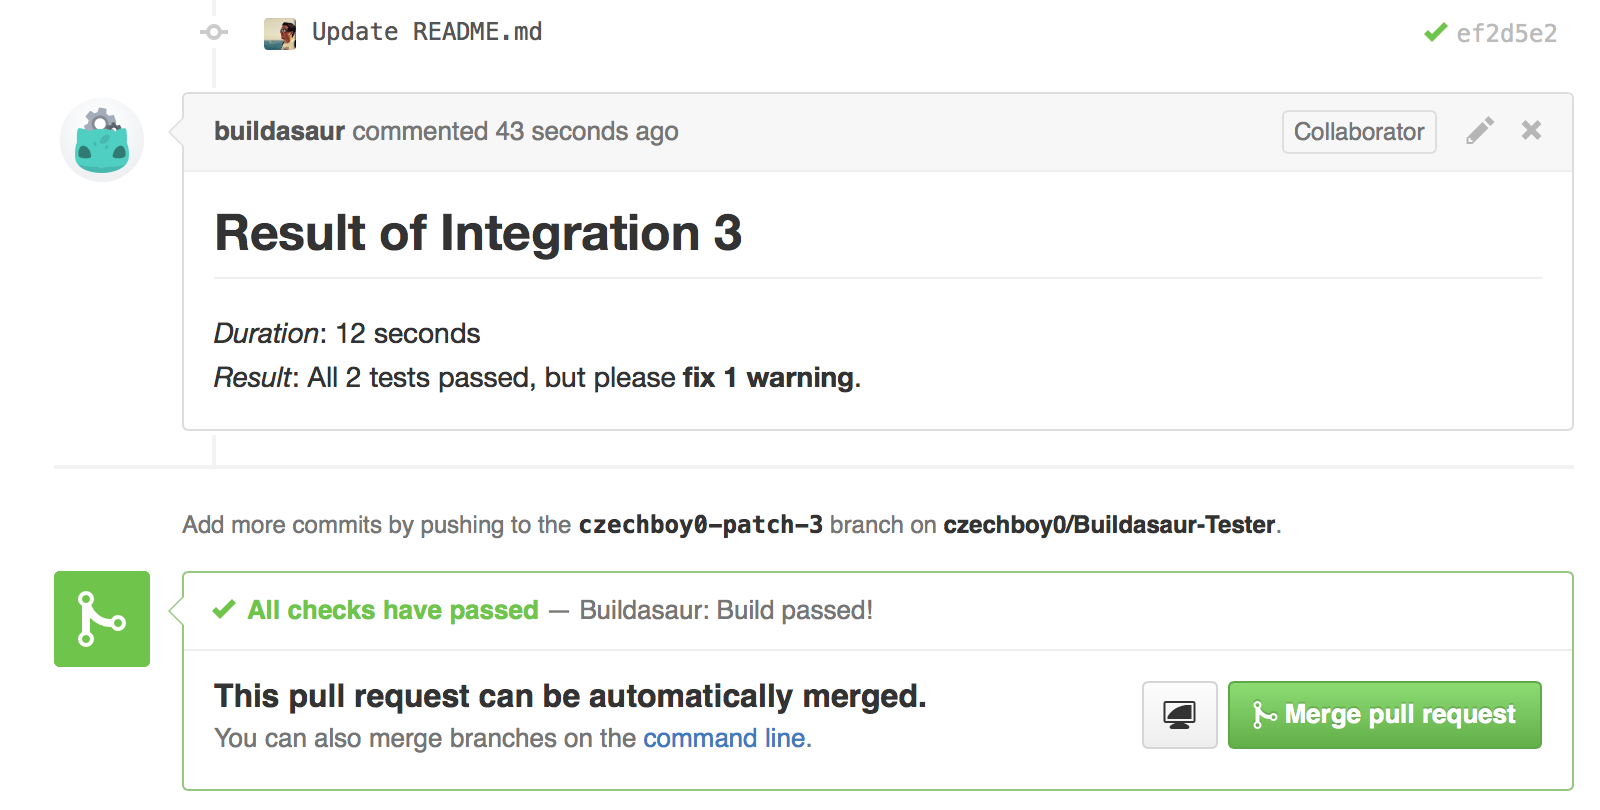 Update README.md
ef2d5e2
buildasaur commented 43 seconds ago
Collaborator
Result of Integration 3
Duration: 12 seconds
Result: All 2 tests passed, but please fix 1 warning.
Add more commits by pushing to the czechboy0-patch-3 branch on czechboy0/Buildasaur-Tester.
All checks have passed — Buildasaur: Build passed!
This pull request can be automatically merged.
You can also merge branches on the command line.
Merge pull request